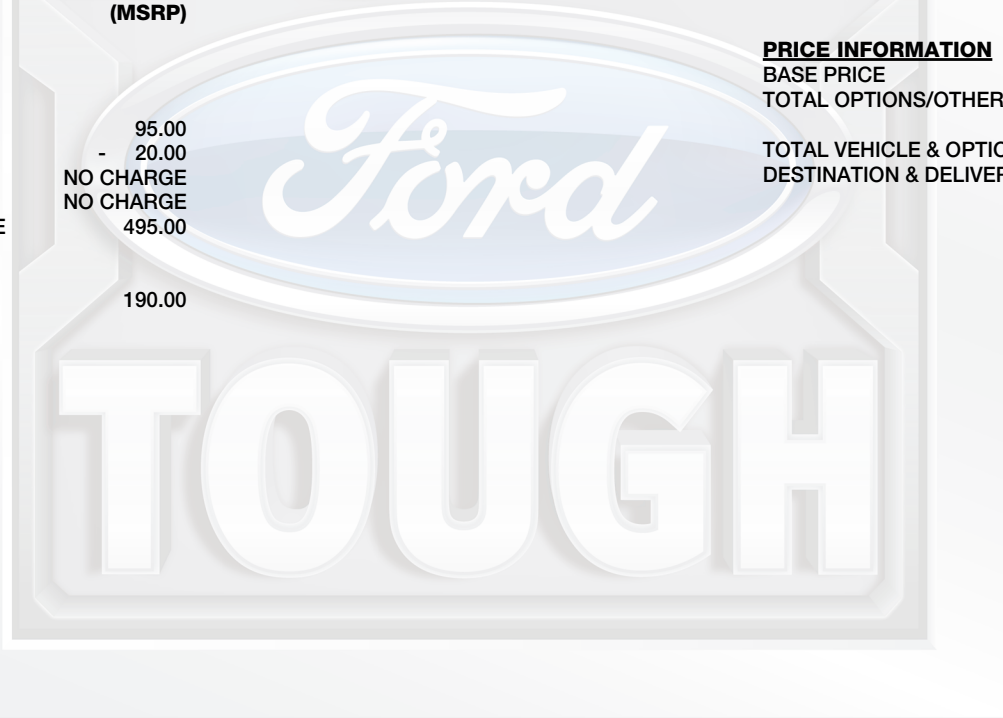 (MSRP)
95.00
- 20.00
NO CHARGE
NO CHARGE
E 495.00
190.00
PRICE INFORMATION
BASE PRICE
TOTAL OPTIONS/OTHER
TOTAL VEHICLE & OPTIO
DESTINATION & DELIVER
Ford
TOUGH